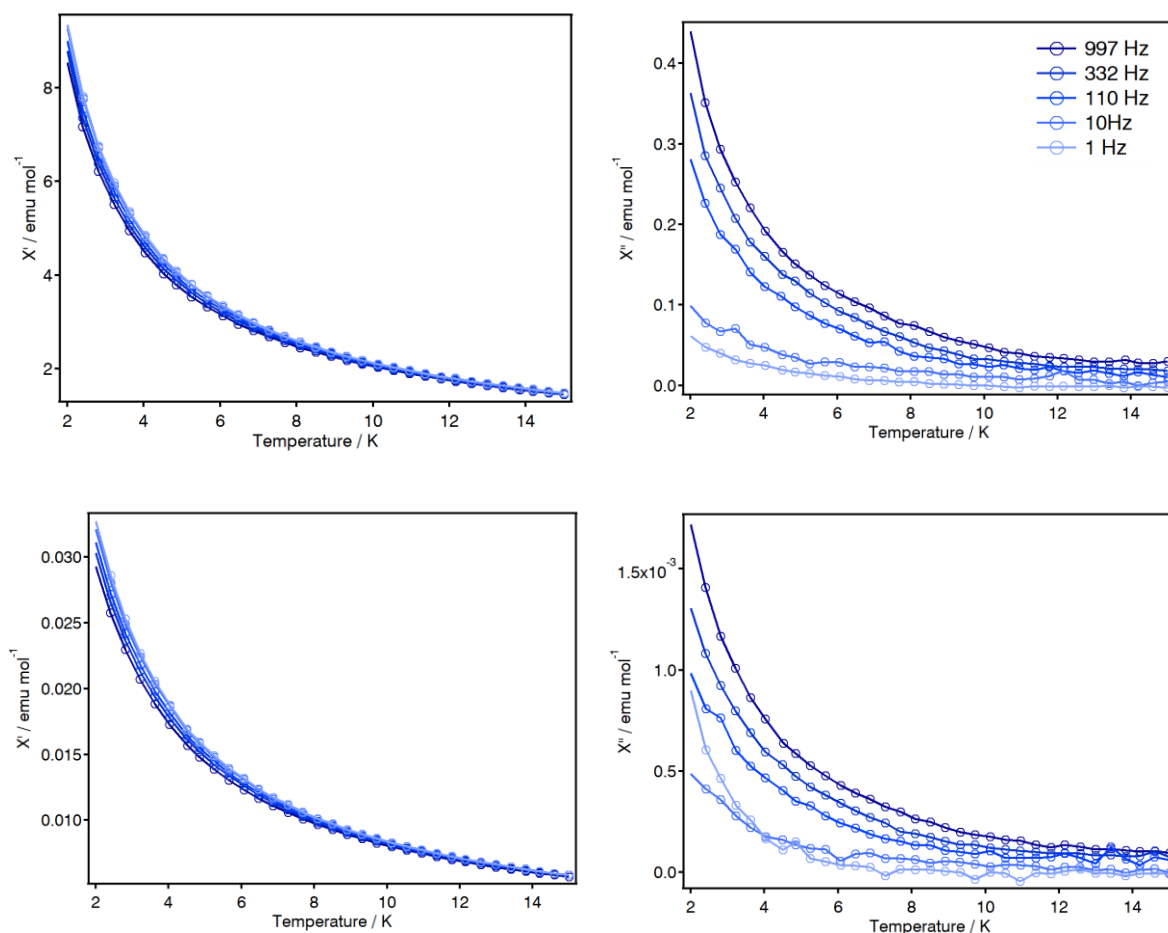 8
6
4
2
X' / emu mol⁻¹
2 4 6 8 10 12 14
Temperature / K
0.4
0.3
0.2
0.1
0.0
X" / emu mol⁻¹
2 4 6 8 10 12 14
Temperature / K
997 Hz
332 Hz
110 Hz
10Hz
1 Hz
0.030
0.025
0.020
0.015
0.010
X' / emu mol⁻¹
2 4 6 8 10 12 14
Temperature / K
1.5x10⁻³
1.0
0.5
0.0
X" / emu mol⁻¹
2 4 6 8 10 12 14
Temperature / K